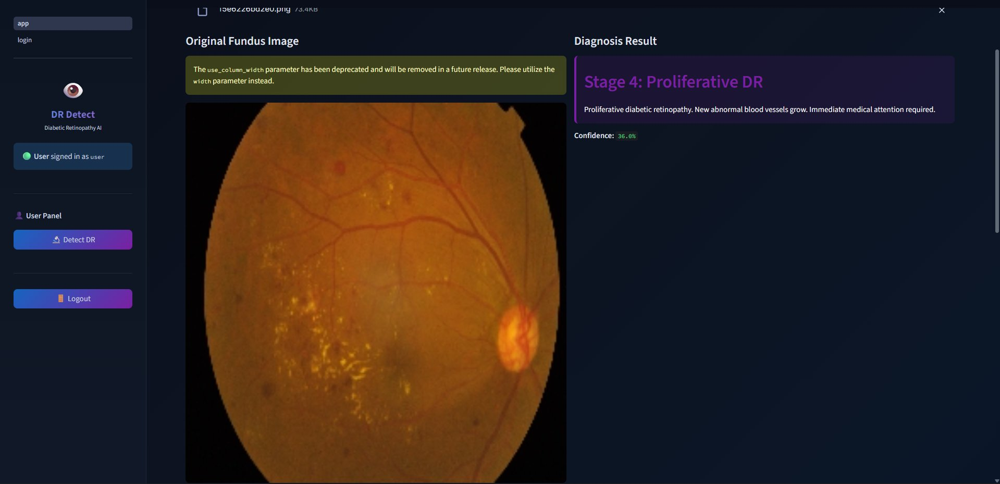 app
login
DR Detect
Diabetic Retinopathy AI
User signed in as user
User Panel
Detect DR
Logout
15e6226bd2e0.png 73.4KB
Original Fundus Image
The use_column_width parameter has been deprecated and will be removed in a future release. Please utilize the
width parameter instead.
Diagnosis Result
Stage 4: Proliferative DR
Proliferative diabetic retinopathy. New abnormal blood vessels grow. Immediate medical attention required.
Confidence: 36.0%